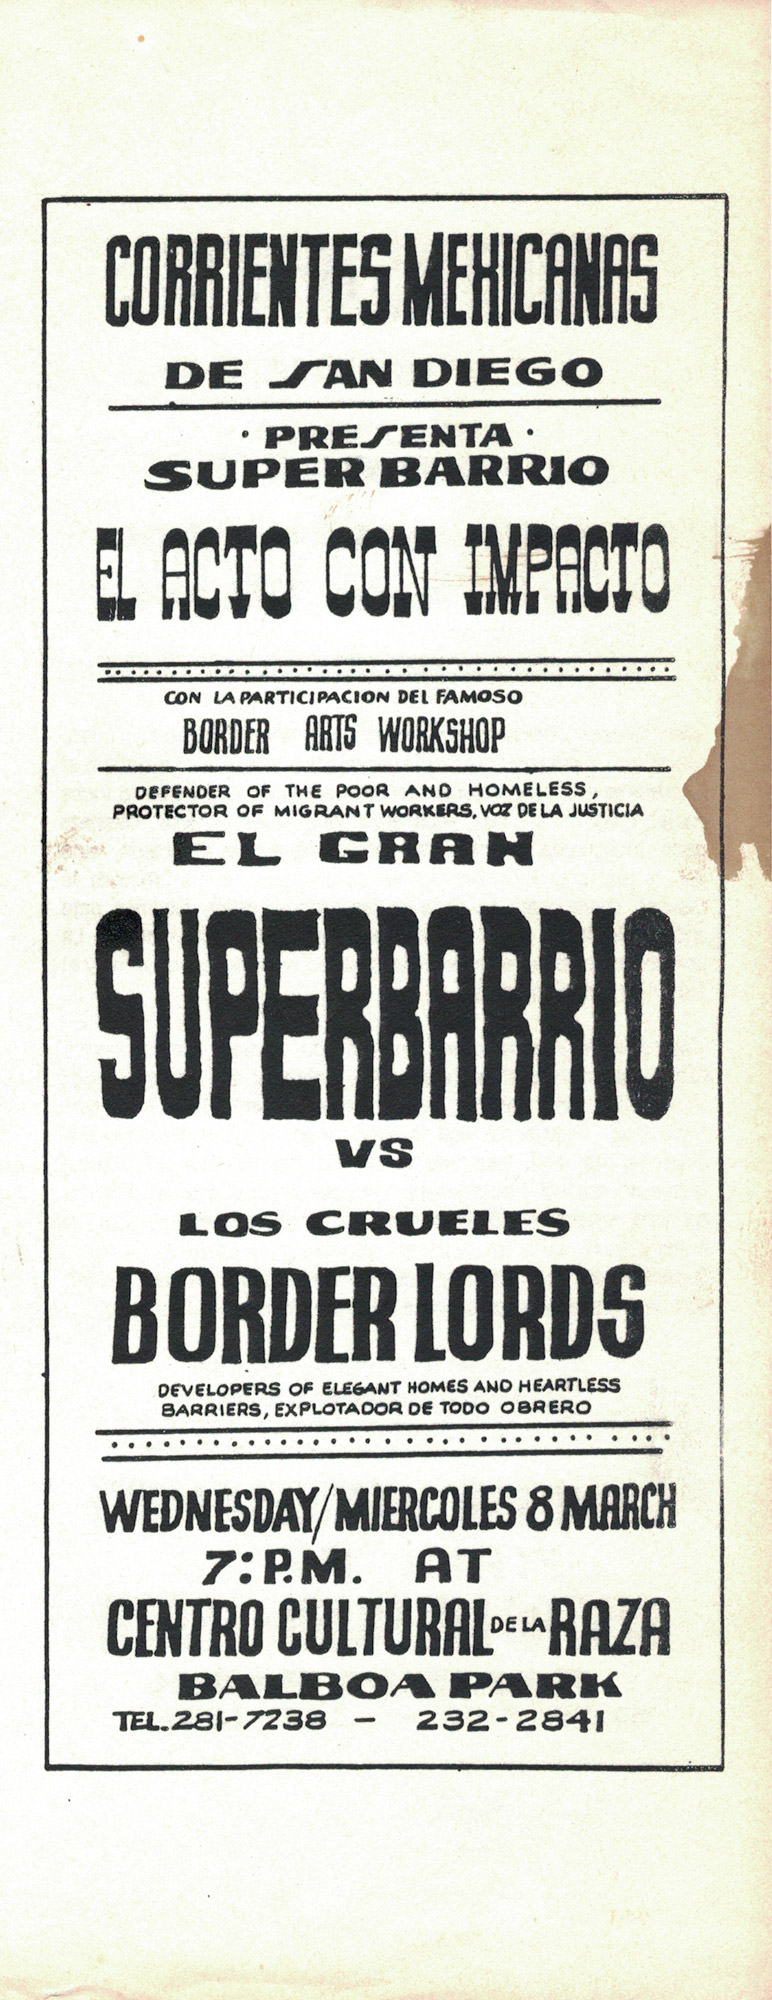 CORRIENTES MEXICANAS
DE SAN DIEGO
· PRESENTA ·
SUPER BARRIO
EL ACTO CON IMPACTO
CON LA PARTICIPACION DEL FAMOSO
BORDER ARTS WORKSHOP
DEFENDER OF THE POOR AND HOMELESS,
PROTECTOR OF MIGRANT WORKERS, VOZ DE LA JUSTICIA
EL GRAN
SUPERBARRIO
VS
LOS CRUELES
BORDER LORDS
DEVELOPERS OF ELEGANT HOMES AND HEARTLESS
BARRIERS, EXPLOTADOR DE TODO OBRERO
WEDNESDAY/MIERCOLES 8 MARCH
7:P.M. AT
CENTRO CULTURAL DE LA RAZA
BALBOA PARK
TEL. 281-7238 - 232-2841